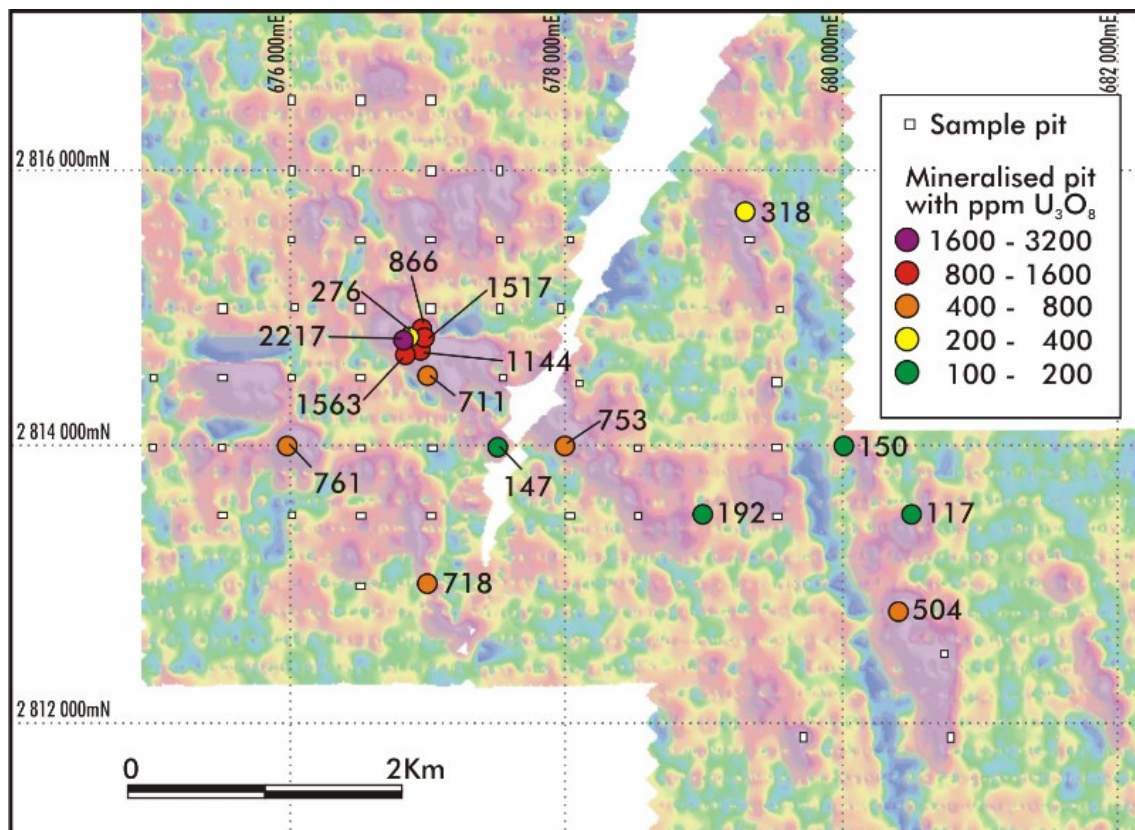 676 000mE
678 000mE
680 000mE
682 000mE
2 816 000mN
2 814 000mN
2 812 000mN
Sample pit
Mineralised pit
with ppm U₃O₈
1600 - 3200
800 - 1600
400 - 800
200 - 400
100 - 200
318
866
276
1517
2217
1144
1563
711
753
761
147
150
192
117
718
504
0
2Km